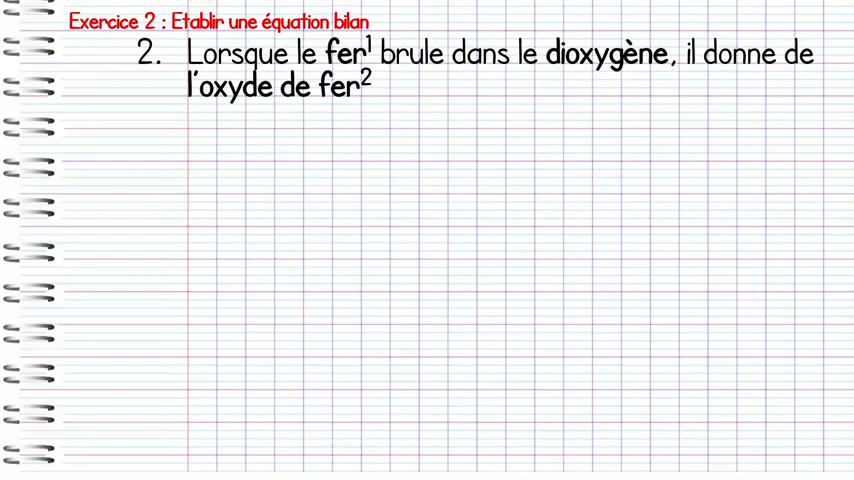 Exercice 2 : Etablir une équation bilan
2. Lorsque le fer¹ brule dans le dioxygène, il donne de
l'oxyde de fer²